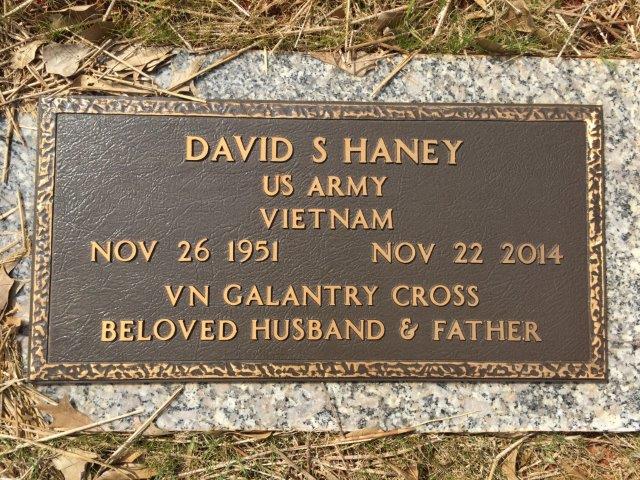 DAVID S HANEY
US ARMY
VIETNAM
NOV 26 1951 NOV 22 2014
VN GALANTRY CROSS
BELOVED HUSBAND & FATHER